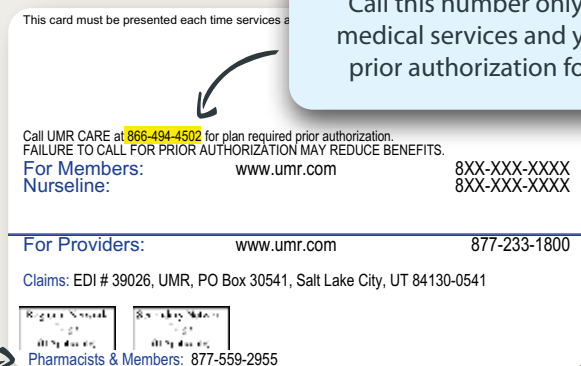 Call this number only
medical services and y
prior authorization fo
This card must be presented each time services a
Call UMR CARE at 866-494-4502 for plan required prior authorization.
FAILURE TO CALL FOR PRIOR AUTHORIZATION MAY REDUCE BENEFITS.
For Members: www.umr.com 8XX-XXX-XXXX
Nurseline: 8XX-XXX-XXXX
For Providers: www.umr.com 877-233-1800
Claims: EDI # 39026, UMR, PO Box 30541, Salt Lake City, UT 84130-0541
Pharmacists & Members: 877-559-2955